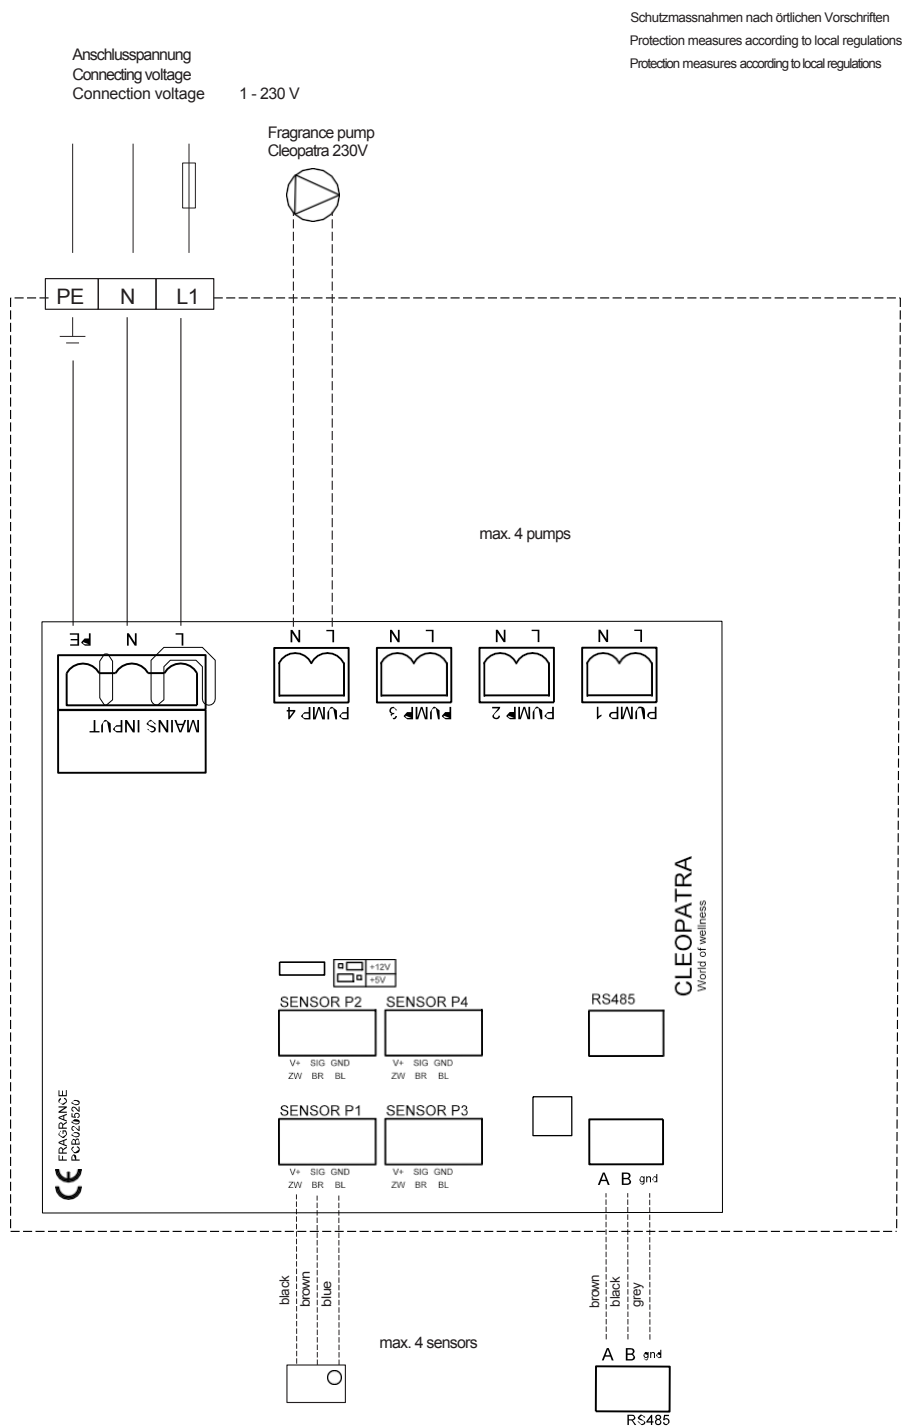 Schutzmassnahmen nach örtlichen Vorschriften
Protection measures according to local regulations
Protection measures according to local regulations
Anschlusspannung
Connecting voltage
Connection voltage 1 - 230 V
Fragrance pump
Cleopatra 230V
PE N L1
max. 4 pumps
PE N L
N L N L N L N L
MAINS INPUT
PUMP 4 PUMP 3 PUMP 2 PUMP 1
CLEOPATRA
World of wellness
+12V
+5V
SENSOR P2 SENSOR P4 RS485
V+ SIG GND V+ SIG GND
ZW BR BL ZW BR BL
FRAGRANCE
PCB020520
CE
SENSOR P1 SENSOR P3
V+ SIG GND V+ SIG GND
ZW BR BL ZW BR BL
A B gnd
black
brown
blue
brown
black
grey
max. 4 sensors
A B gnd
RS485